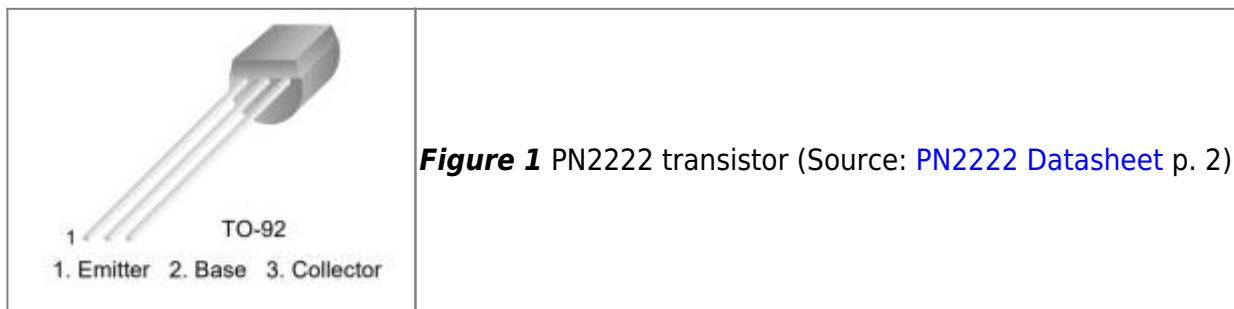 1
TO-92
1. Emitter 2. Base 3. Collector
Figure 1 PN2222 transistor (Source: PN2222 Datasheet p. 2)